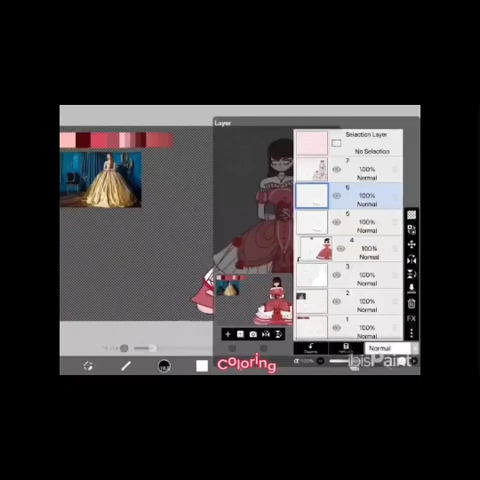 Layer
Selection Layer
No Selection
7
100%
Normal
6
100%
Normal
5
100%
Normal
4
100%
Normal
3
100%
Normal
2
100%
Normal
1
100%
Normal
FX
Normal
α 100%
ibisPaint
Coloring